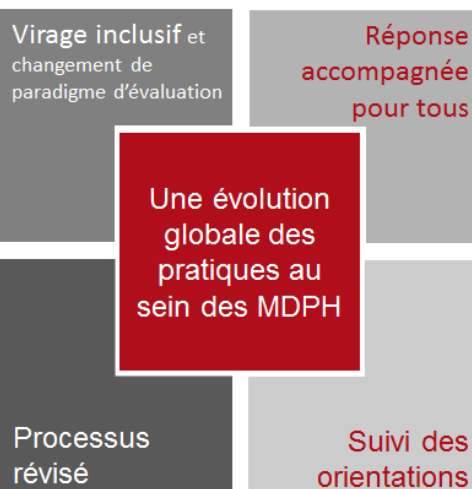 Virage inclusif et
changement de
paradigme d’évaluation
Réponse
accompagnée
pour tous
Une évolution
globale des
pratiques au
sein des MDPH
Processus
révisé
Suivi des
orientations